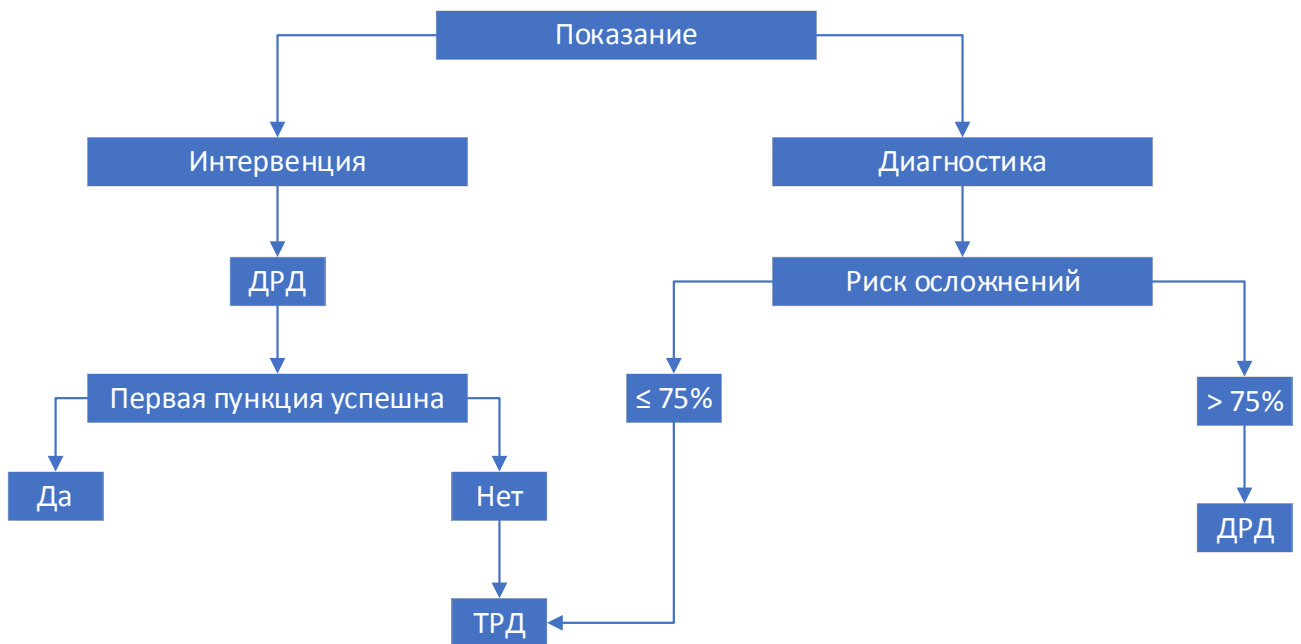 Показание
Интервенция
Диагностика
ДРД
Риск осложнений
Первая пункция успешна
≤ 75%
> 75%
Да
Нет
ДРД
ТРД